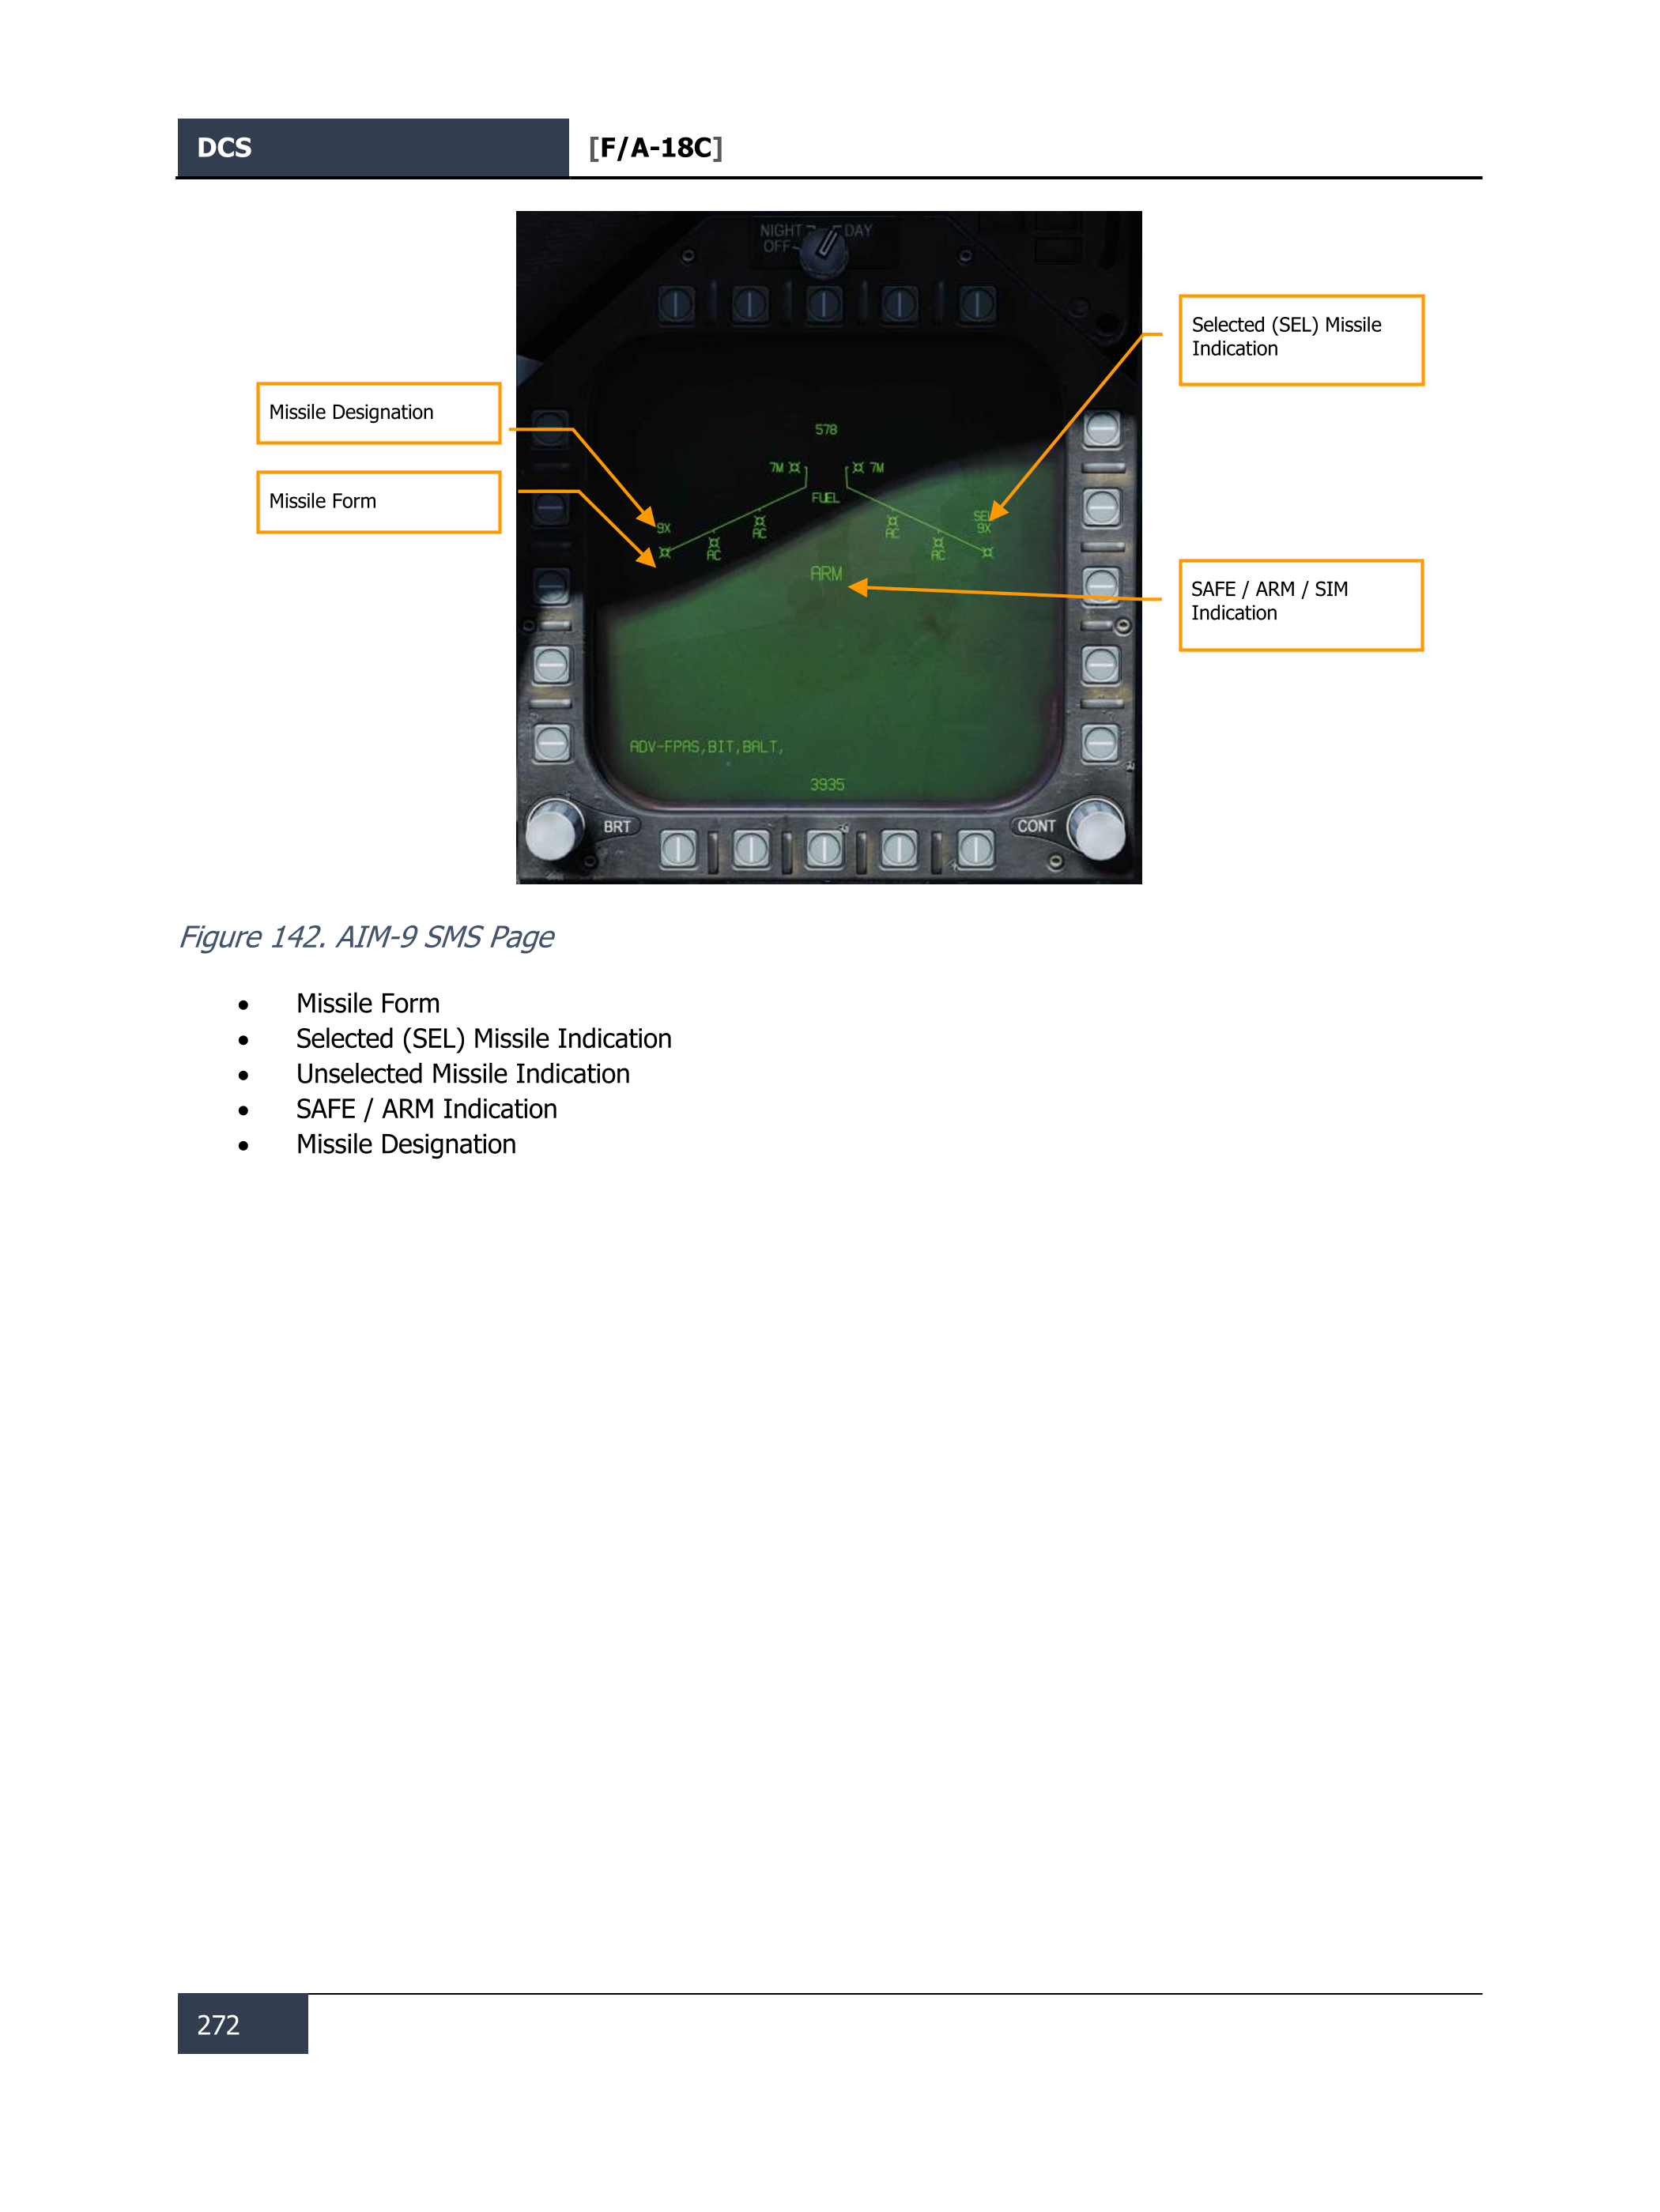 DCS [F/A-18C]
NIGHT DAY
OFF
Selected (SEL) Missile
Indication
Missile Designation
578
7M 7M
Missile Form
FUEL
SEL
9X AC AC 9X
AC AC
ARM
SAFE / ARM / SIM
Indication
ADV-FPAS,BIT,BALT,
3935
BRT CONT
Figure 142. AIM-9 SMS Page
• Missile Form
• Selected (SEL) Missile Indication
• Unselected Missile Indication
• SAFE / ARM Indication
• Missile Designation
272